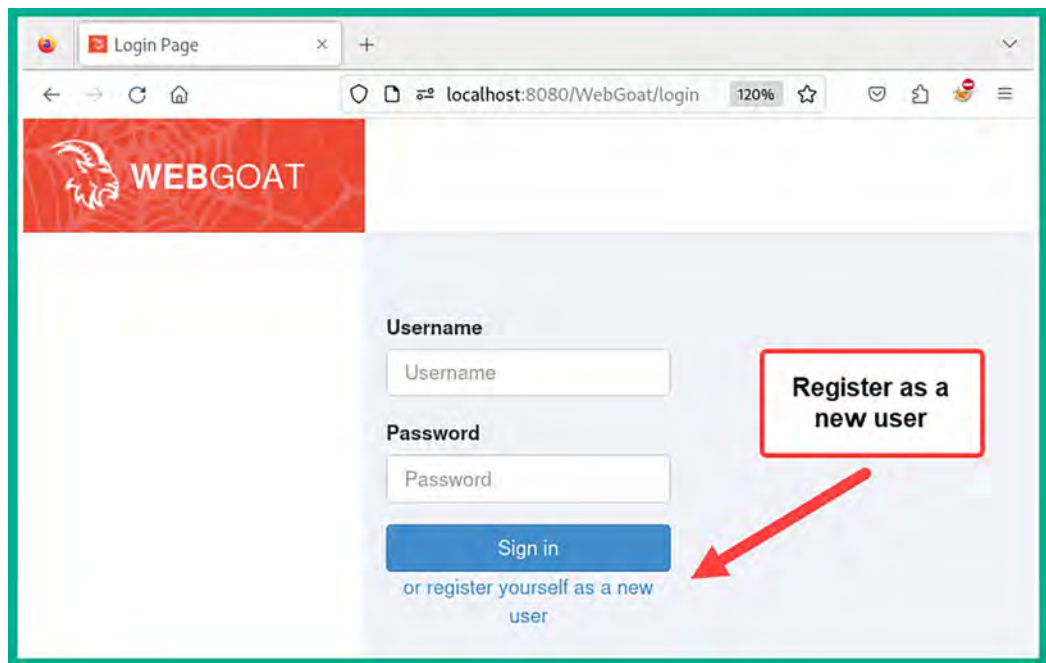 Login Page
localhost:8080/WebGoat/login 120%
WEBGOAT
Username
Username
Register as a
new user
Password
Password
Sign in
or register yourself as a new
user